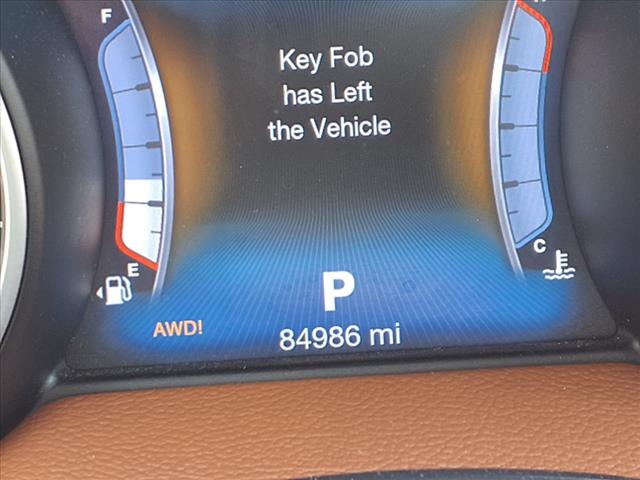 F
Key Fob
has Left
the Vehicle
E
C
P
AWD!
84986 mi